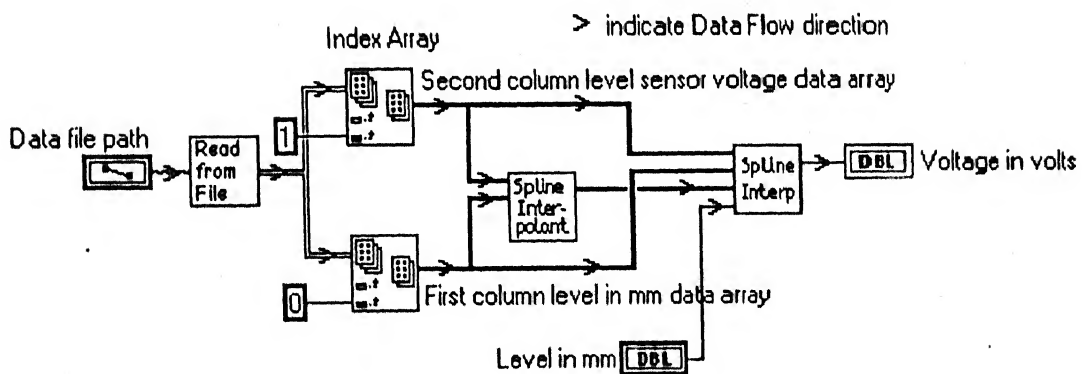 > indicate Data Flow direction
Index Array
Second column level sensor voltage data array
Data file path
1
Read
from
File
Spline
Inter-
polant
Spline
Interp
DBL
Voltage in volts
0
First column level in mm data array
Level in mm
DBL